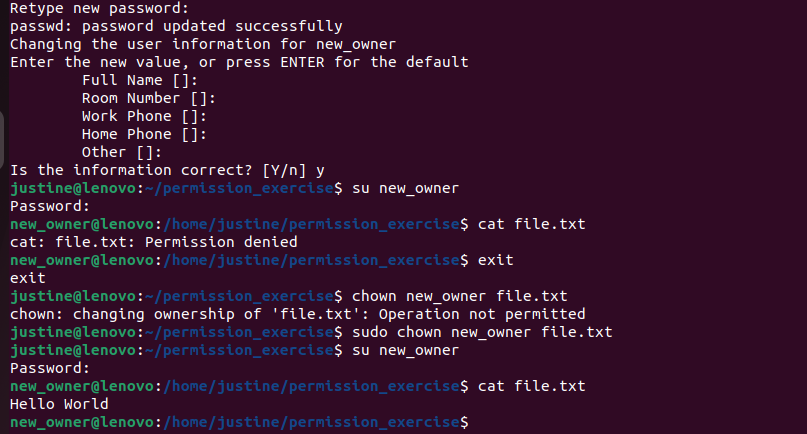 Retype new password:
passwd: password updated successfully
Changing the user information for new_owner
Enter the new value, or press ENTER for the default
        Full Name []:
        Room Number []:
        Work Phone []:
        Home Phone []:
        Other []:
Is the information correct? [Y/n] y
justine@lenovo:~/permission_exercise$ su new_owner
Password:
new_owner@lenovo:/home/justine/permission_exercise$ cat file.txt
cat: file.txt: Permission denied
new_owner@lenovo:/home/justine/permission_exercise$ exit
exit
justine@lenovo:~/permission_exercise$ chown new_owner file.txt
chown: changing ownership of 'file.txt': Operation not permitted
justine@lenovo:~/permission_exercise$ sudo chown new_owner file.txt
justine@lenovo:~/permission_exercise$ su new_owner
Password:
new_owner@lenovo:/home/justine/permission_exercise$ cat file.txt
Hello World
new_owner@lenovo:/home/justine/permission_exercise$